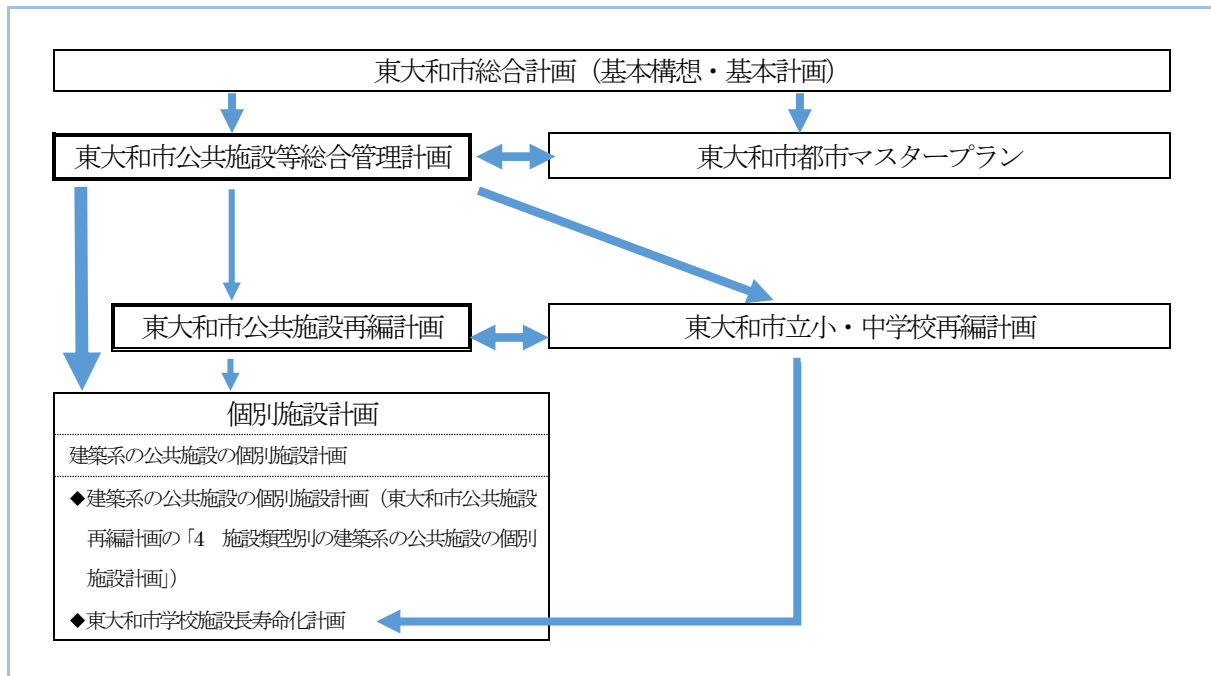 東大和市総合計画（基本構想・基本計画）
東大和市公共施設等総合管理計画
東大和市都市マスタープラン
東大和市公共施設再編計画
東大和市立小・中学校再編計画
個別施設計画
建築系の公共施設の個別施設計画
◆建築系の公共施設の個別施設計画（東大和市公共施設
再編計画の「4　施設類型別の建築系の公共施設の個別
施設計画」）
◆東大和市学校施設長寿命化計画